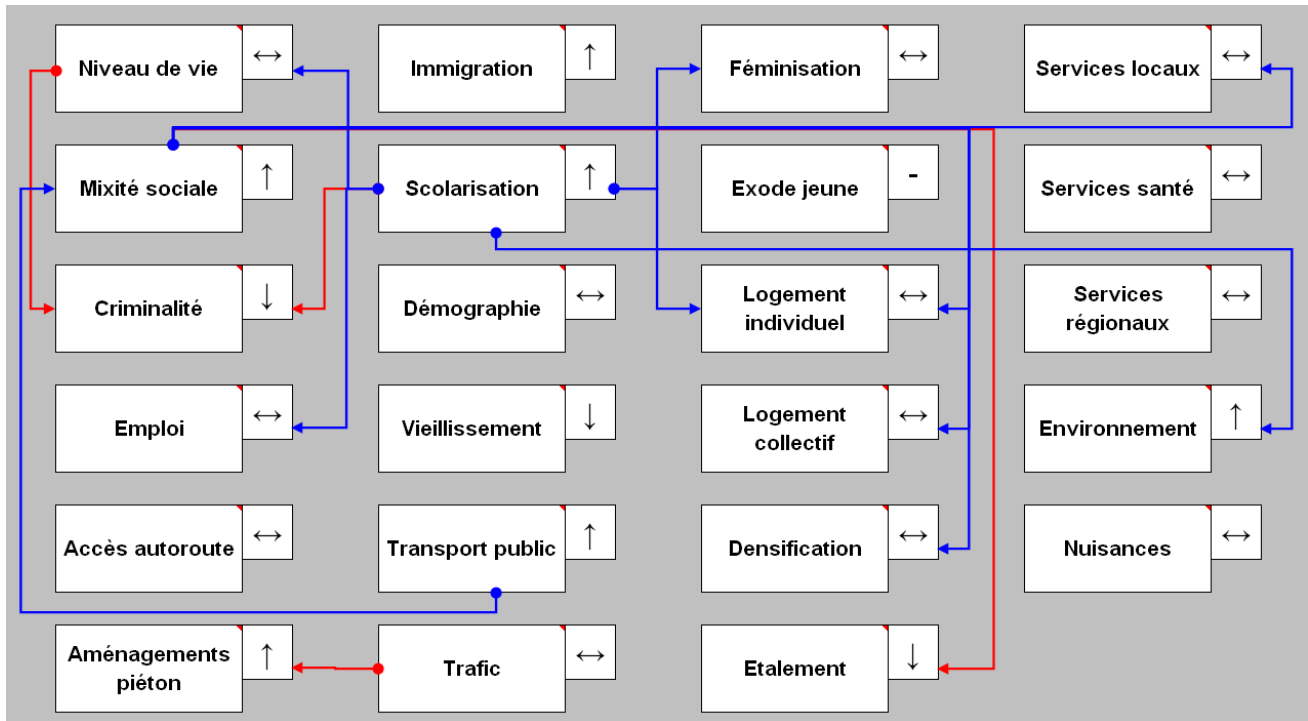 Niveau de vie ↔
Immigration ↑
Féminisation ↔
Services locaux ↔
Mixité sociale ↑
Scolarisation ↑
Exode jeune -
Services santé ↔
Criminalité ↓
Démographie ↔
Logement
individuel ↔
Services
régionaux ↔
Emploi ↔
Vieillissement ↓
Logement
collectif ↔
Environnement ↑
Accès autoroute ↔
Transport public ↑
Densification ↔
Nuisances ↔
Aménagements
piéton ↑
Trafic ↔
Etalement ↓